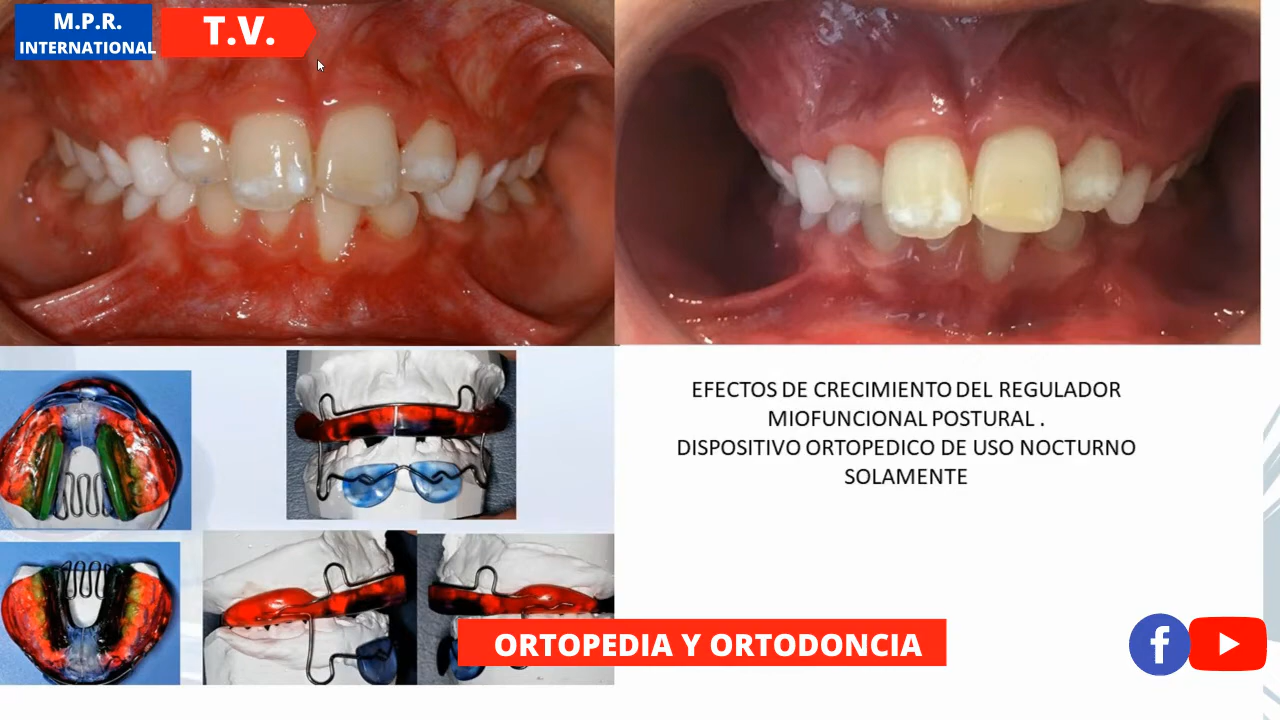 M.P.R.
INTERNATIONAL
T.V.
EFECTOS DE CRECIMIENTO DEL REGULADOR
MIOFUNCIONAL POSTURAL .
DISPOSITIVO ORTOPEDICO DE USO NOCTURNO
SOLAMENTE
ORTOPEDIA Y ORTODONCIA